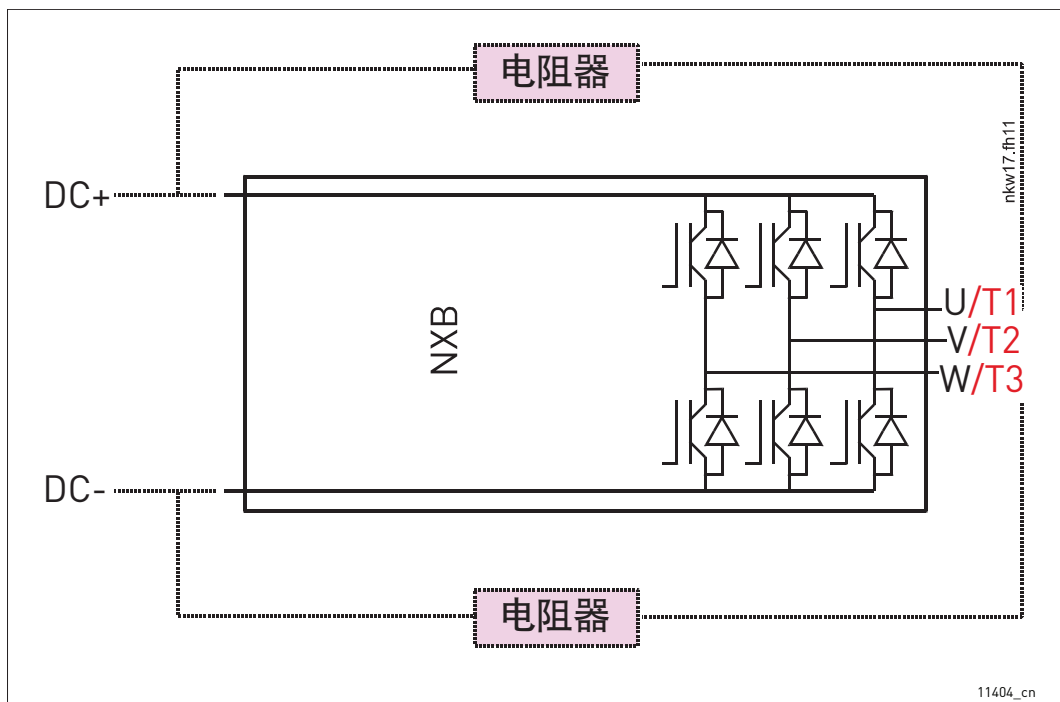 电阻器
nkw17.fh11
DC+
NXB
U/T1
V/T2
W/T3
DC-
电阻器
11404_cn